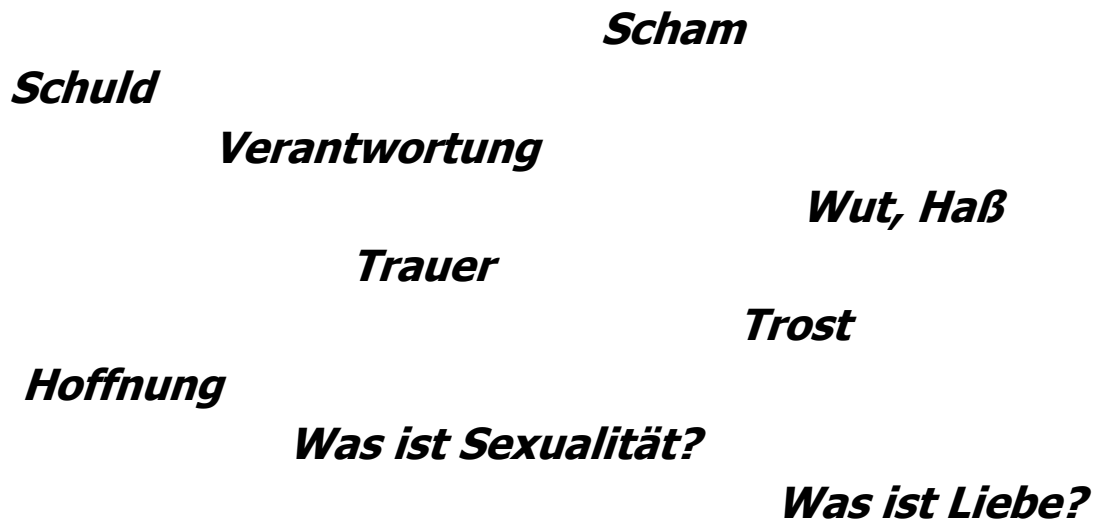 Scham
Schuld
Verantwortung
Wut, Haß
Trauer
Trost
Hoffnung
Was ist Sexualität?
Was ist Liebe?